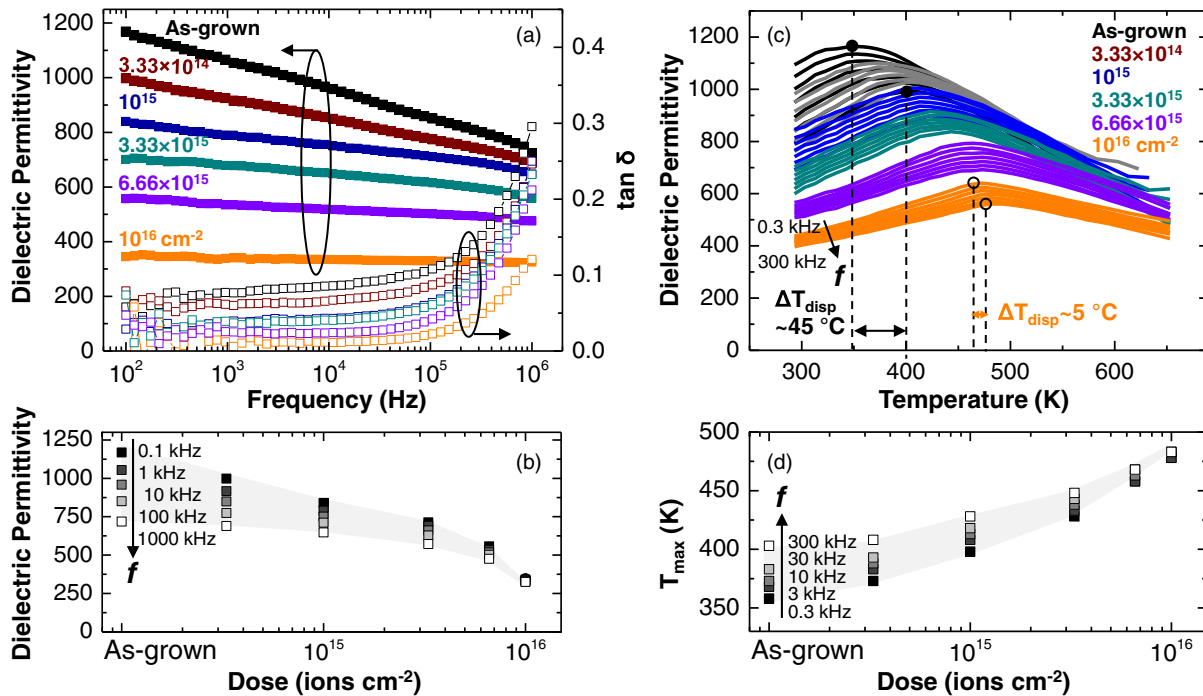 (a)
As-grown
3.33×10¹⁴
10¹⁵
3.33×10¹⁵
6.66×10¹⁵
10¹⁶ cm⁻²
1200
1000
800
600
400
200
0
Dielectric Permittivity
0.4
0.3
0.2
0.1
0.0
tan δ
10² 10³ 10⁴ 10⁵ 10⁶
Frequency (Hz)
(c)
As-grown
3.33×10¹⁴
10¹⁵
3.33×10¹⁵
6.66×10¹⁵
10¹⁶ cm⁻²
1200
1000
800
600
400
200
0
Dielectric Permittivity
0.3 kHz
300 kHz
f
ΔT_disp
~45 °C
ΔT_disp~5 °C
300 400 500 600
Temperature (K)
(b)
1250
1000
750
500
250
0
Dielectric Permittivity
0.1 kHz
1 kHz
10 kHz
100 kHz
1000 kHz
f
As-grown 10¹⁵ 10¹⁶
Dose (ions cm⁻²)
(d)
500
475
450
425
400
375
350
T_max (K)
f
300 kHz
30 kHz
10 kHz
3 kHz
0.3 kHz
As-grown 10¹⁵ 10¹⁶
Dose (ions cm⁻²)